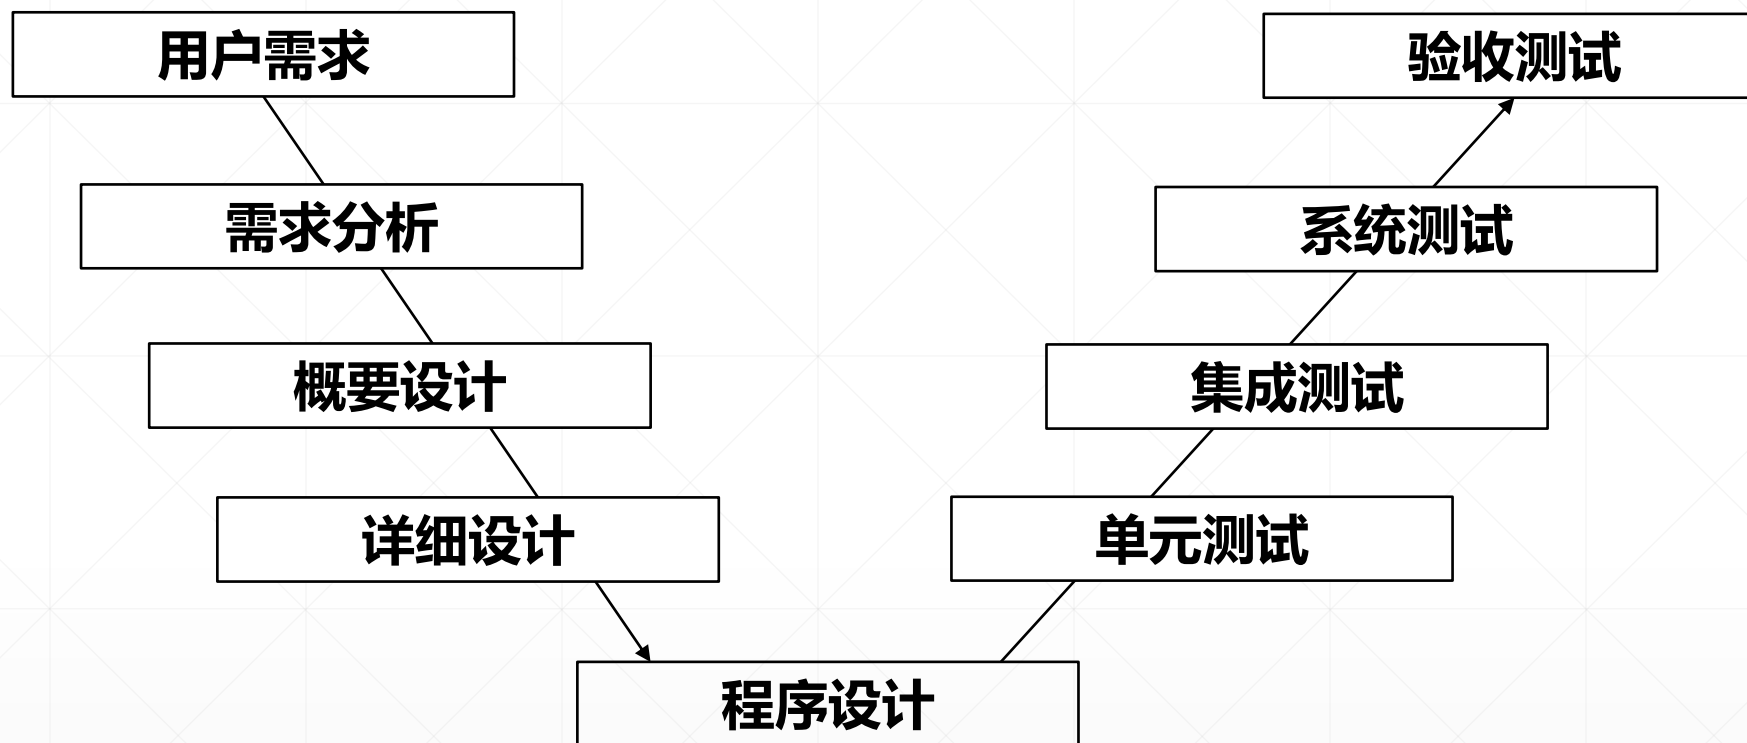 用户需求
验收测试
需求分析
系统测试
概要设计
集成测试
详细设计
单元测试
程序设计